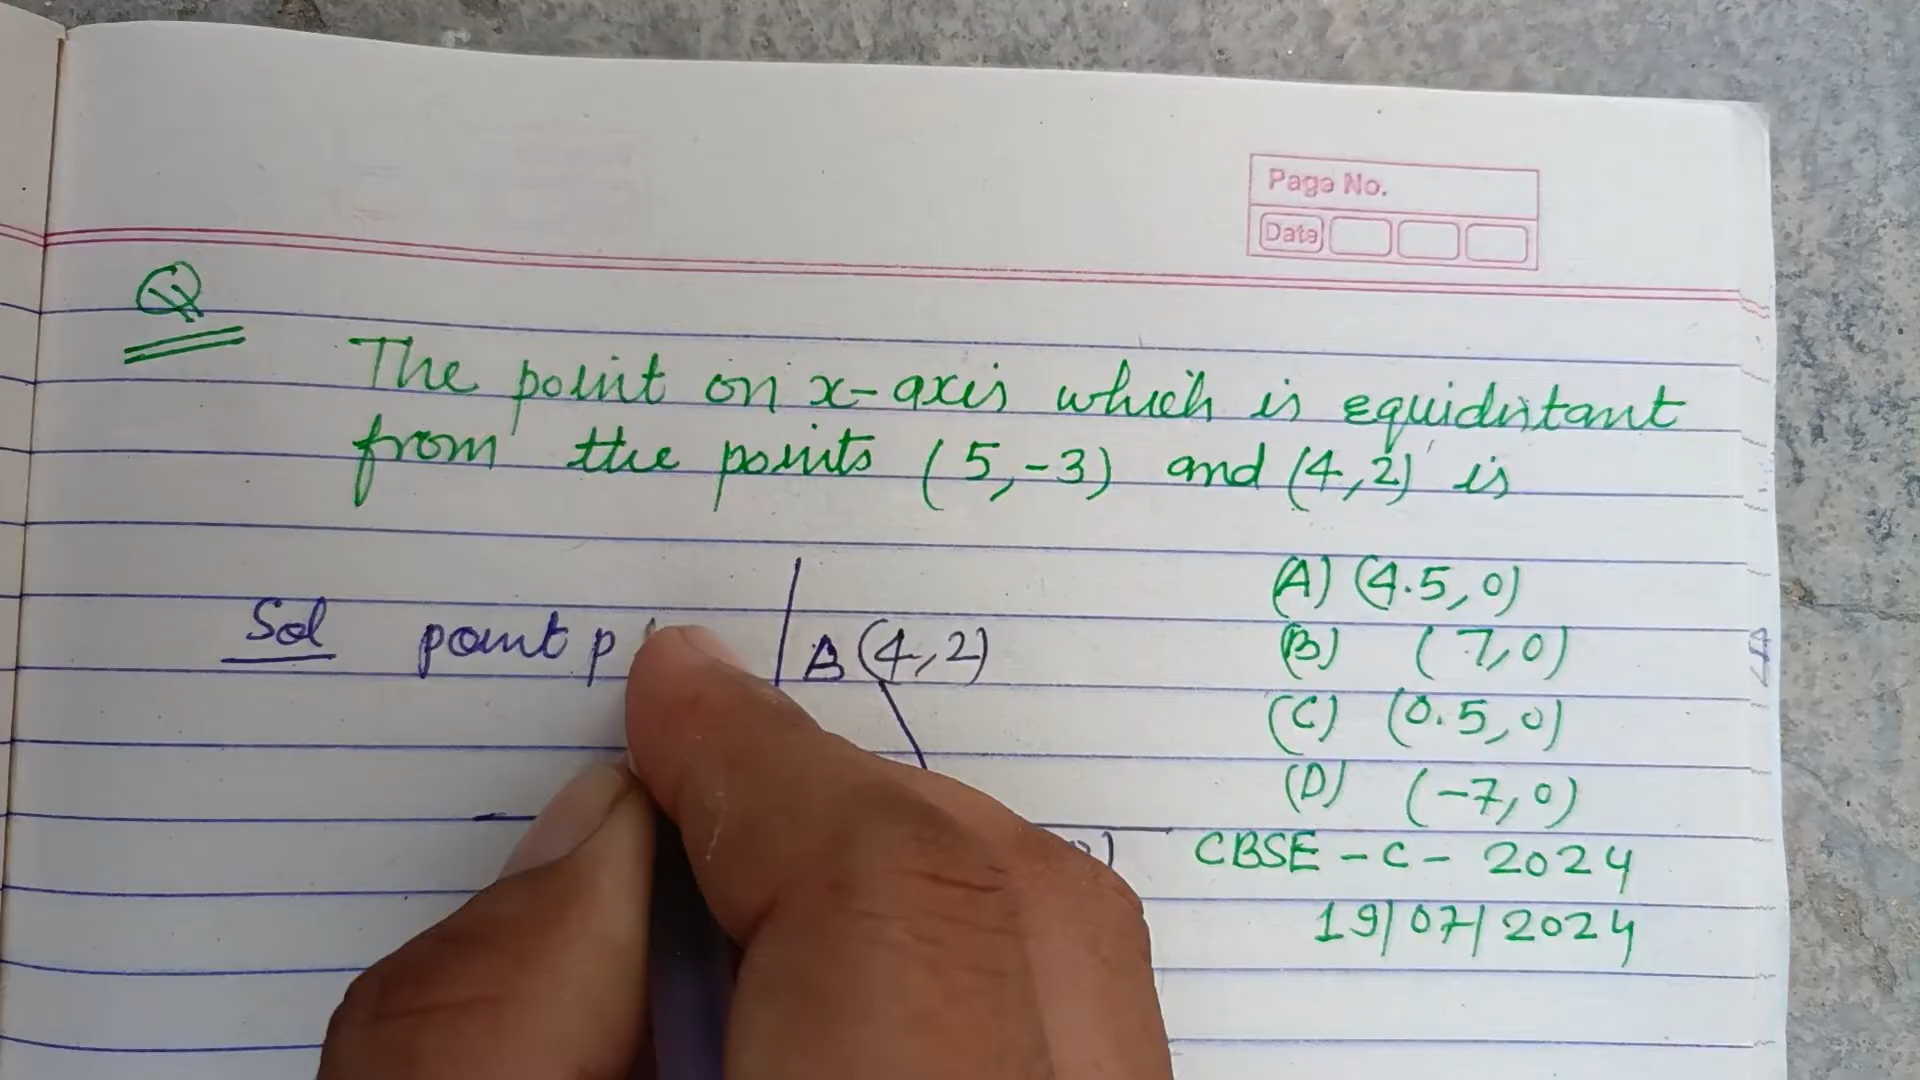 Page No.
Date
Q
The point on x-axis which is equidistant
from the points (5,-3) and (4,2) is
(A) (4.5,0)
Sol point p
B (4,2)
(B) (7,0)
(C) (0.5,0)
(D) (-7,0)
CBSE - C - 2024
19/07/2024